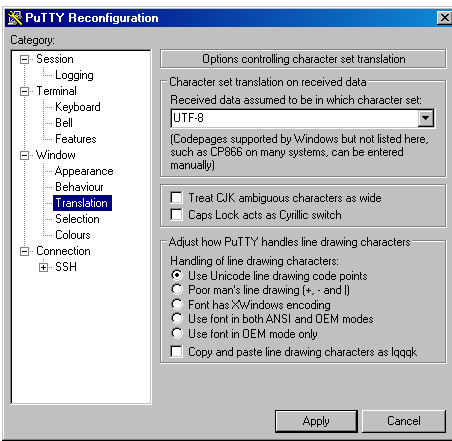 PuTTY Reconfiguration
Category:
Session
Logging
Terminal
Keyboard
Bell
Features
Window
Appearance
Behaviour
Translation
Selection
Colours
Connection
SSH
Options controlling character set translation
Character set translation on received data
Received data assumed to be in which character set:
UTF-8
(Codepages supported by Windows but not listed here,
such as CP866 on many systems, can be entered
manually)
Treat CJK ambiguous characters as wide
Caps Lock acts as Cyrillic switch
Adjust how PuTTY handles line drawing characters
Handling of line drawing characters:
Use Unicode line drawing code points
Poor man's line drawing (+, - and |)
Font has XWindows encoding
Use font in both ANSI and OEM modes
Use font in OEM mode only
Copy and paste line drawing characters as lqqqk
Apply Cancel